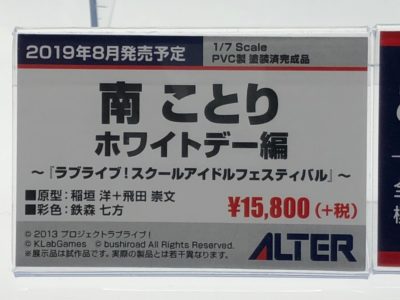 2019年8月発売予定
1/7 Scale
PVC製 塗装済完成品
南 ことり
ホワイトデー編
～『ラブライブ！スクールアイドルフェスティバル』～
■原型：稲垣 洋＋飛田 崇文
■彩色：鉄森 七方
¥15,800（+税）
© 2013 プロジェクトラブライブ！
© KLabGames © bushiroad All Rights Reserved.
※展示品は試作品です。実際の製品とは若干異なります。
ALTER